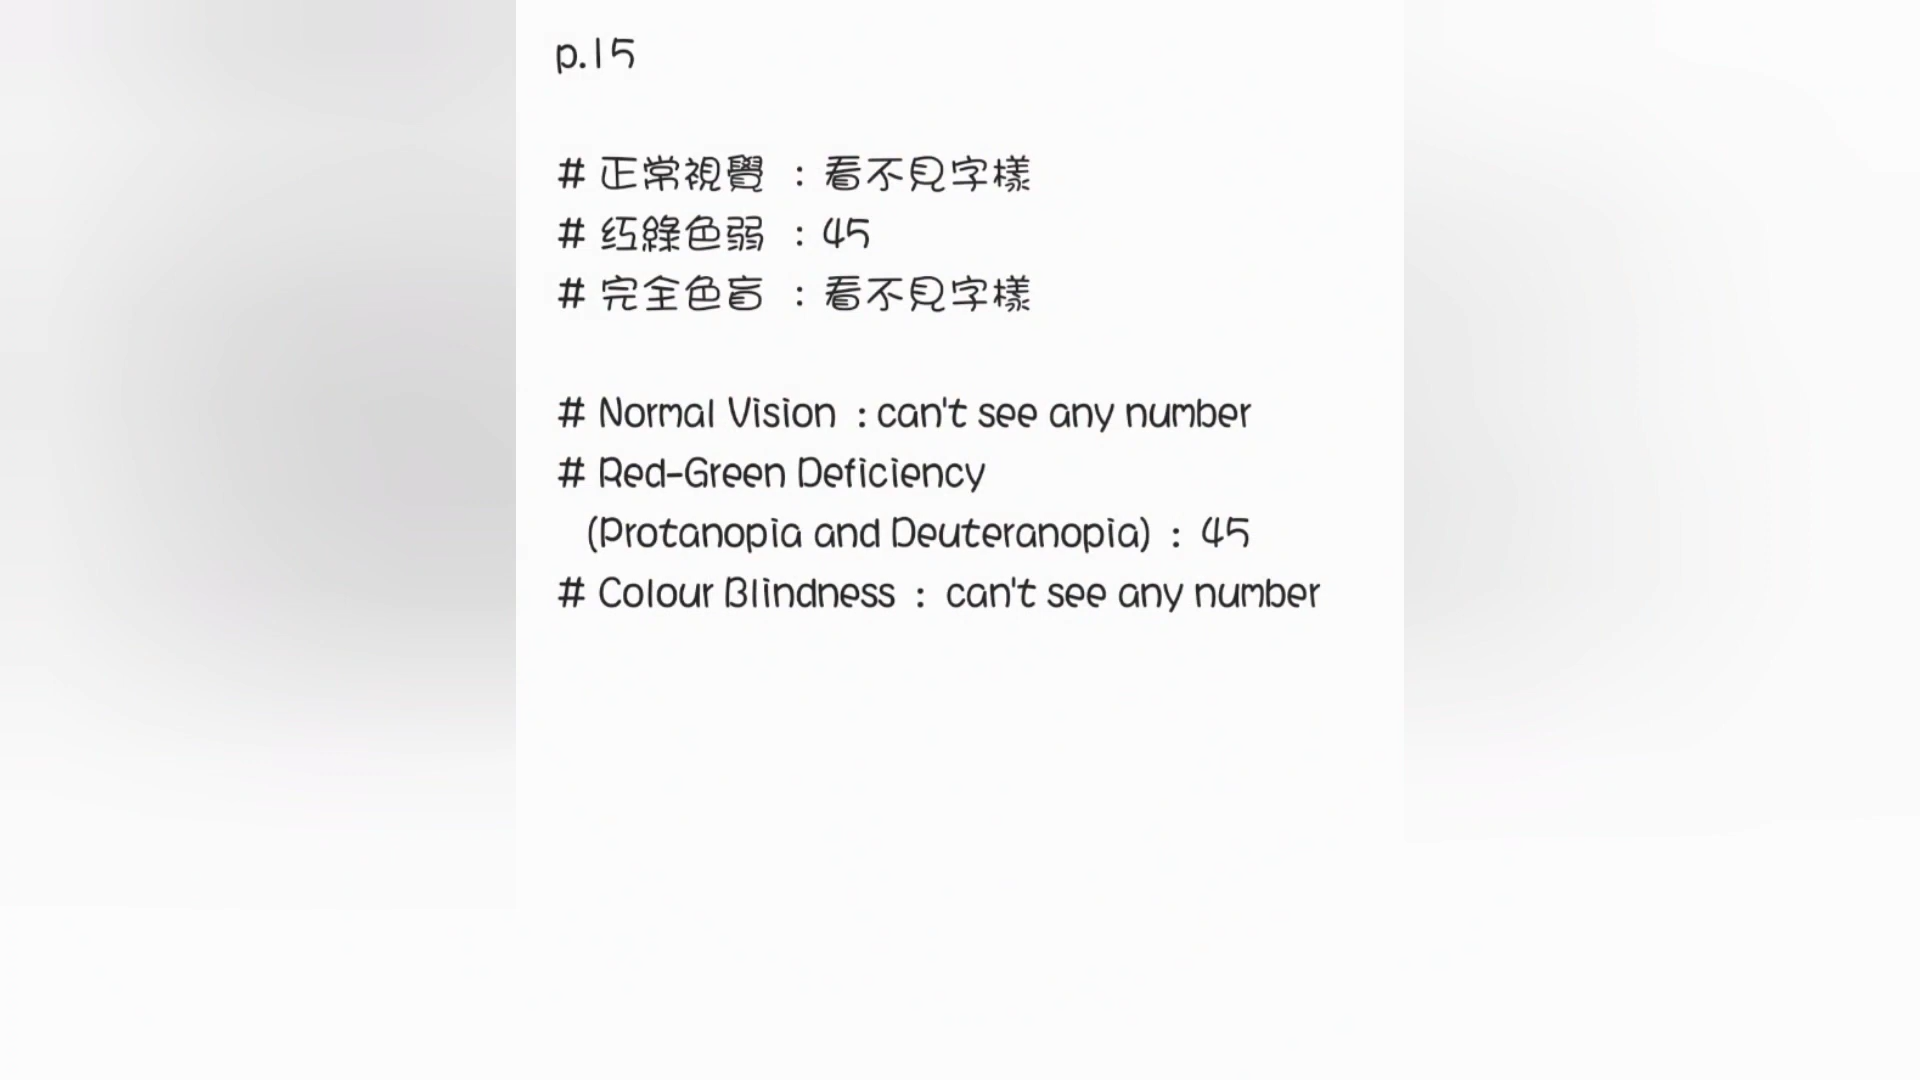 p.15
# 正常視覺 : 看不見字樣
# 紅綠色弱 : 45
# 完全色盲 : 看不見字樣
# Normal Vision : can't see any number
# Red-Green Deficiency
(Protanopia and Deuteranopia) : 45
# Colour Blindness : can't see any number